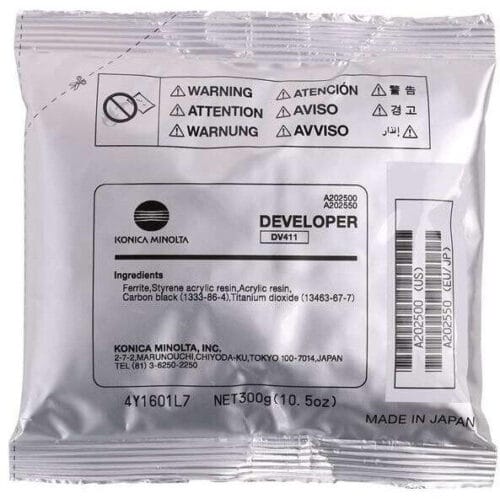 WARNING ATENCIÓN 警告
ATTENTION AVISO 경고
WARNUNG AVVISO إنذار
A202500
A202550
DEVELOPER
DV411
KONICA MINOLTA
Ingredients
Ferrite,Styrene acrylic resin,Acrylic resin,
Carbon black (1333-86-4),Titanium dioxide (13463-67-7)
KONICA MINOLTA, INC.
2-7-2,MARUNOUCHI,CHIYODA-KU,TOKYO 100-7014,JAPAN
TEL (81) 3-6250-2250
4Y1601L7 NET300g(10.5oz)
A202500 (US)
A202550 (EU/JP)
MADE IN JAPAN